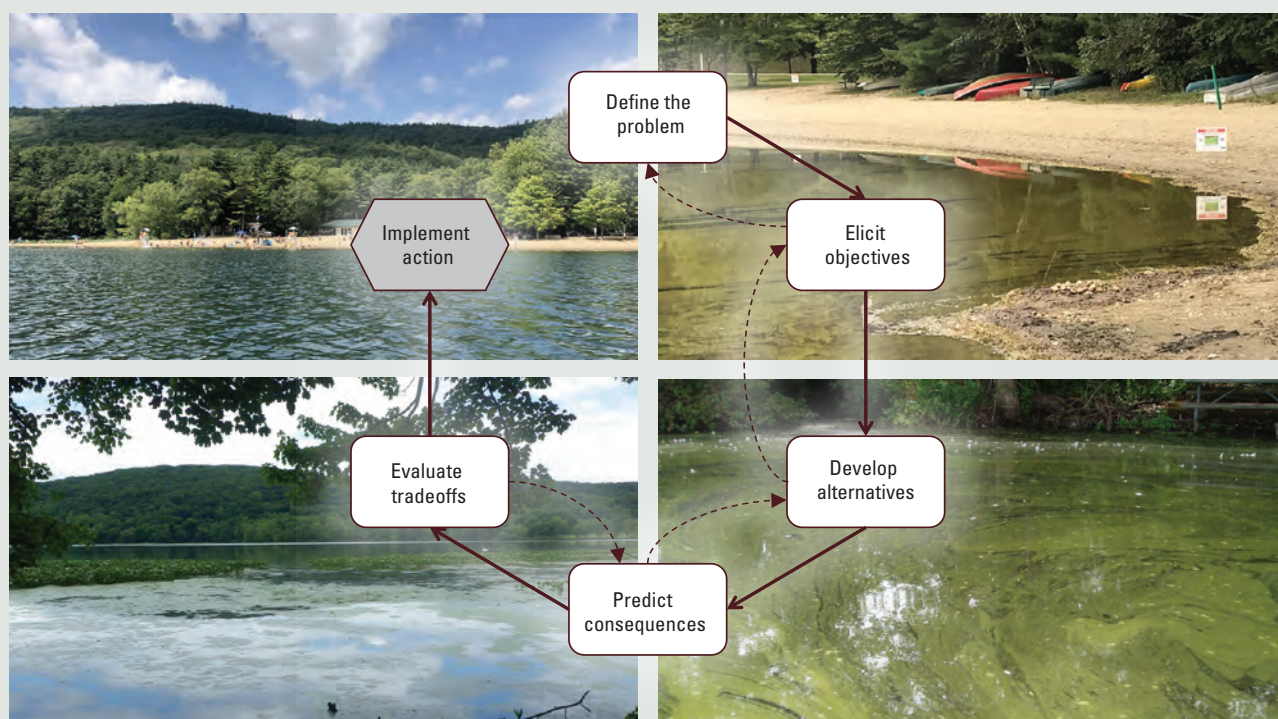 Define the
problem
Elicit
objectives
Develop
alternatives
Predict
consequences
Evaluate
tradeoffs
Implement
action